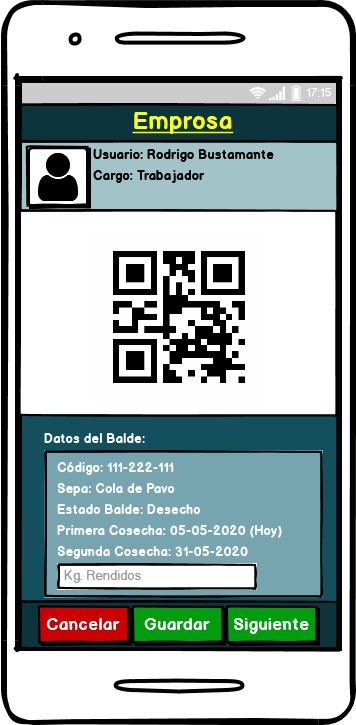 17:15
Emprosa
Usuario: Rodrigo Bustamante
Cargo: Trabajador
Datos del Balde:
Código: 111-222-111
Sepa: Cola de Pavo
Estado Balde: Desecho
Primera Cosecha: 05-05-2020 (Hoy)
Segunda Cosecha: 31-05-2020
Kg. Rendidos
Cancelar Guardar Siguiente